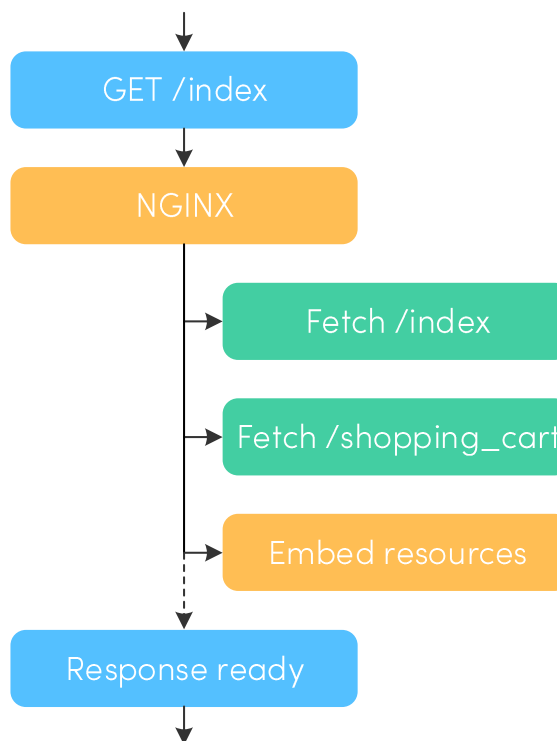 GET /index
NGINX
Fetch /index
Fetch /shopping_cart
Embed resources
Response ready